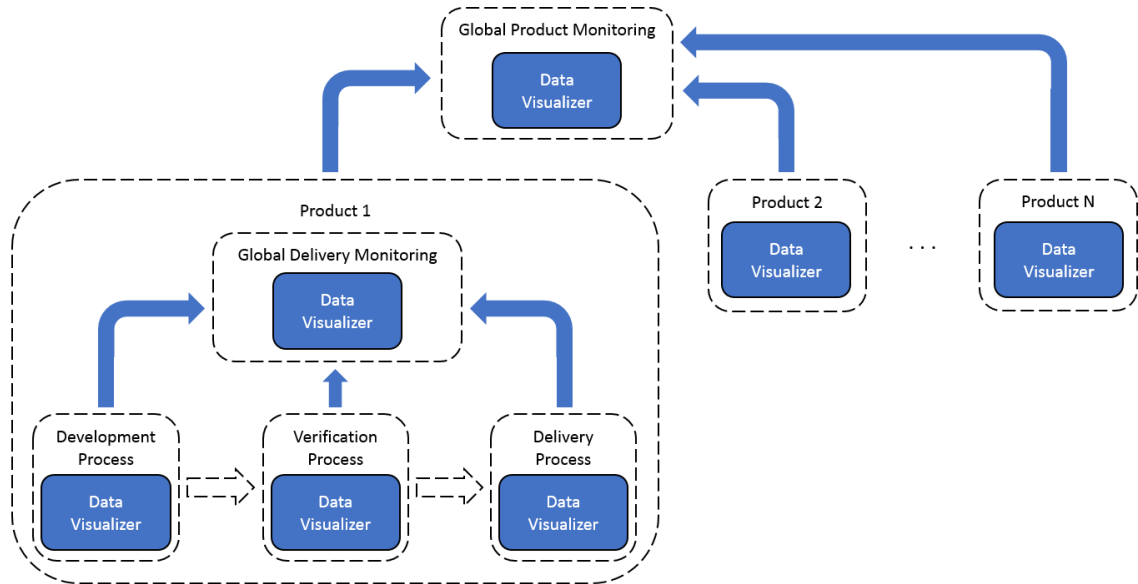 Global Product Monitoring
Data
Visualizer
Product 1
Global Delivery Monitoring
Data
Visualizer
Development
Process
Data
Visualizer
Verification
Process
Data
Visualizer
Delivery
Process
Data
Visualizer
Product 2
Data
Visualizer
. . .
Product N
Data
Visualizer